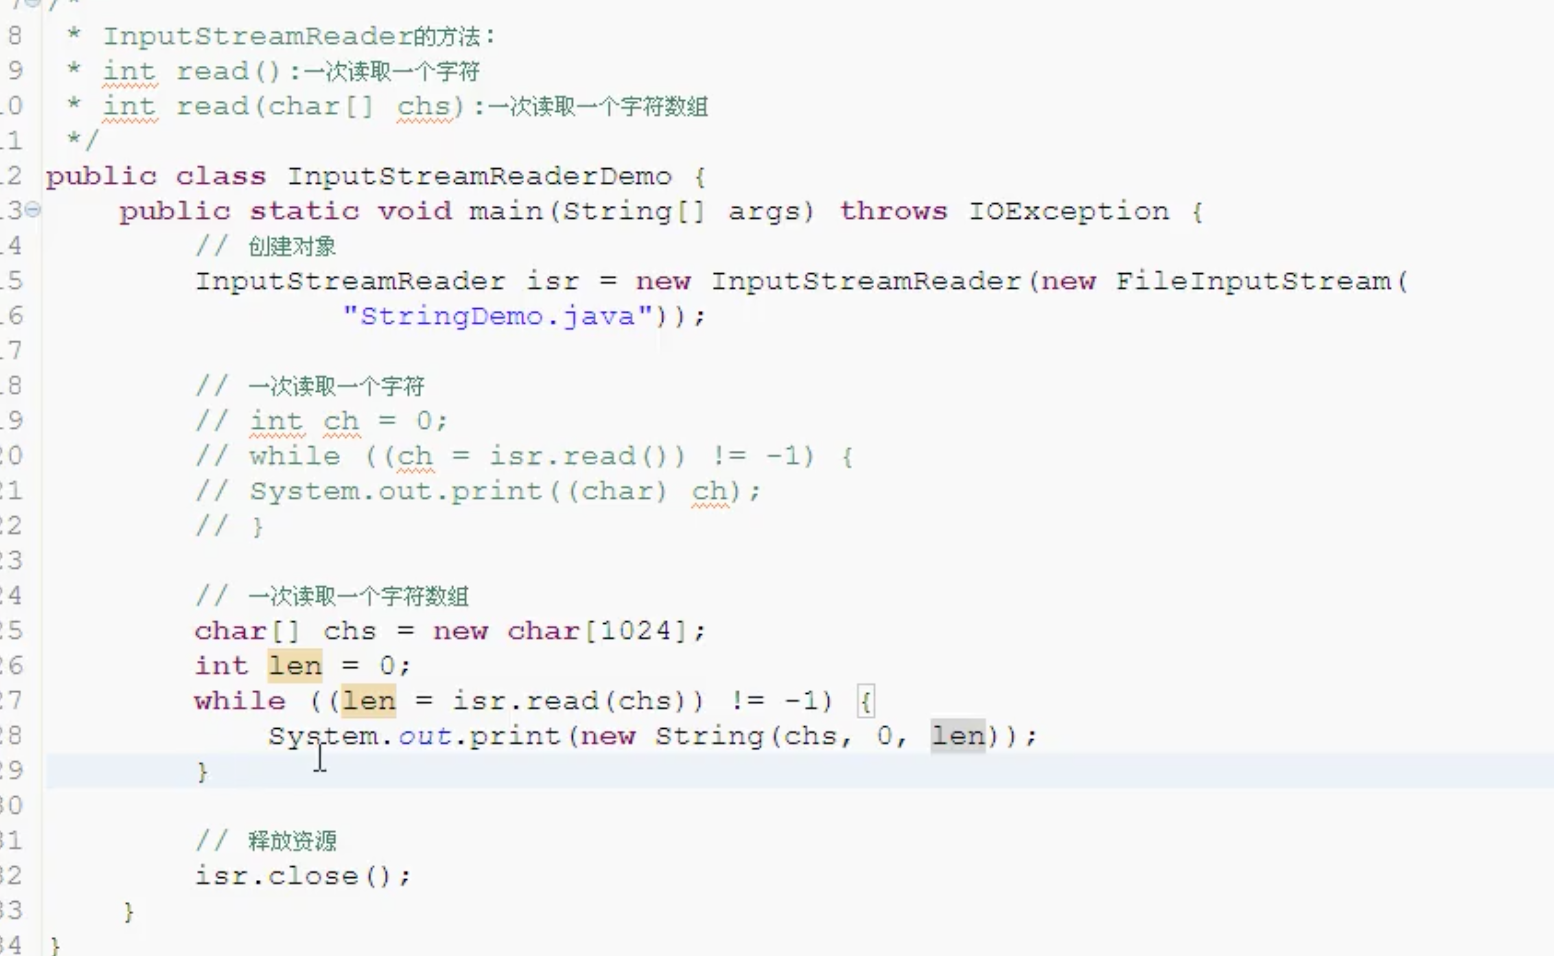 /*
8 * InputStreamReader的方法:
9 * int read():一次读取一个字符
10 * int read(char[] chs):一次读取一个字符数组
11 */
12 public class InputStreamReaderDemo {
13 public static void main(String[] args) throws IOException {
14 // 创建对象
15 InputStreamReader isr = new InputStreamReader(new FileInputStream(
16 "StringDemo.java"));
17
18 // 一次读取一个字符
19 // int ch = 0;
20 // while ((ch = isr.read()) != -1) {
21 // System.out.print((char) ch);
22 // }
23
24 // 一次读取一个字符数组
25 char[] chs = new char[1024];
26 int len = 0;
27 while ((len = isr.read(chs)) != -1) {
28 System.out.print(new String(chs, 0, len));
29 }
30
31 // 释放资源
32 isr.close();
33 }
34 }